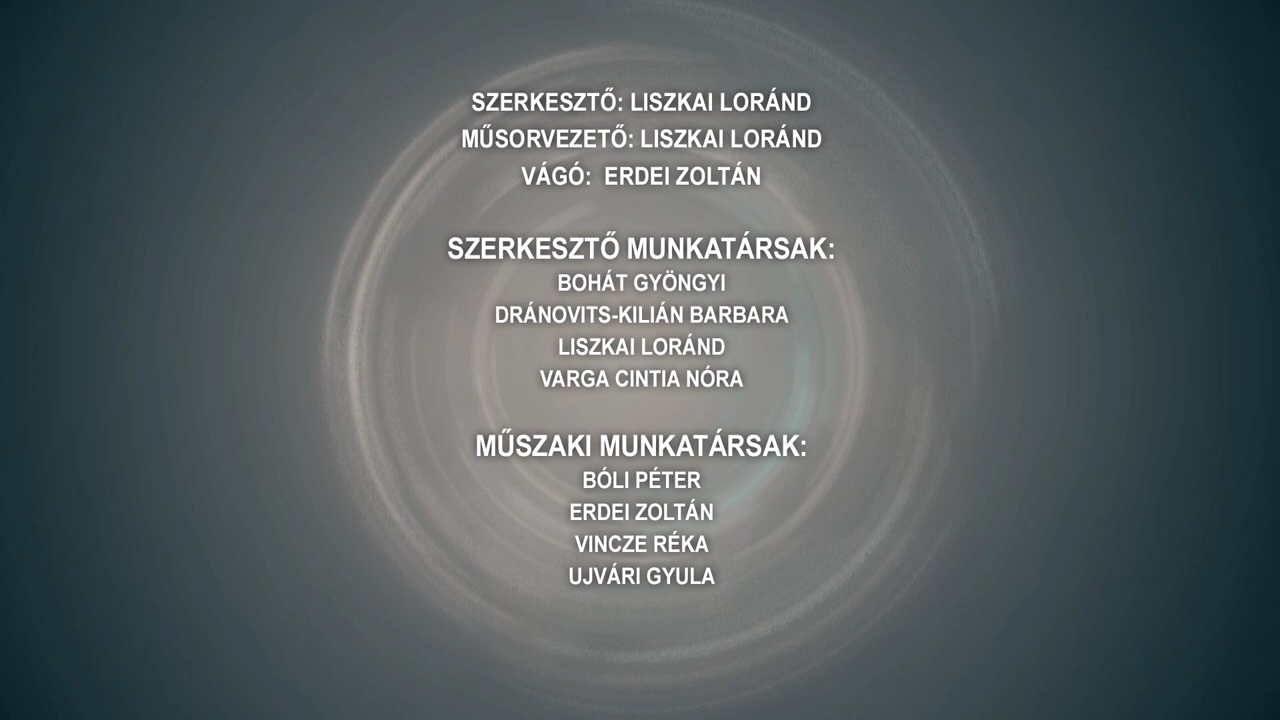 SZERKESZTŐ: LISZKAI LORÁND
MŰSORVEZETŐ: LISZKAI LORÁND
VÁGÓ: ERDEI ZOLTÁN
SZERKESZTŐ MUNKATÁRSAK:
BOHÁT GYÖNGYI
DRÁNOVITS-KILIÁN BARBARA
LISZKAI LORÁND
VARGA CINTIA NÓRA
MŰSZAKI MUNKATÁRSAK:
BÓLI PÉTER
ERDEI ZOLTÁN
VINCZE RÉKA
UJVÁRI GYULA